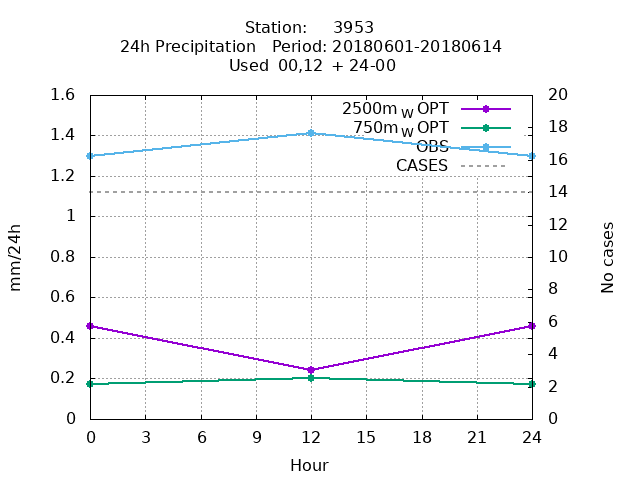 Station: 3953
24h Precipitation Period: 20180601-20180614
Used 00,12 + 24-00
1.6 20
2500m W OPT
750m W OPT
OBS
CASES
1.4 18
1.2 16
1 14
0.8 12
0.6 10
0.4 8
0.2 6
0 4
2
0
mm/24h
No cases
0 3 6 9 12 15 18 21 24
Hour